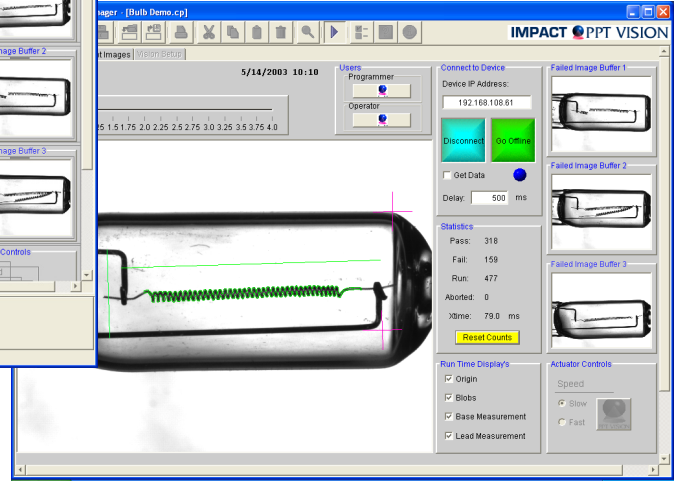 ager - [Bulb Demo.cp]
IMPACT PPT VISION
nt Images Vision Setup
5/14/2003 10:10
Users
Programmer
Operator
25 1.5 1.75 2.0 2.25 2.5 2.75 3.0 3.25 3.5 3.75 4.0
Connect to Device
Device IP Address:
192.168.108.61
Disconnect Go Offline
Get Data
Delay: 500 ms
Statistics
Pass: 318
Fail: 159
Run: 477
Aborted: 0
Xtime: 79.0 ms
Reset Counts
Run Time Display's
Origin
Blobs
Base Measurement
Lead Measurement
Failed Image Buffer 1
Failed Image Buffer 2
Failed Image Buffer 3
Actuator Controls
Speed
Blow
Fast
mage Buffer 2
mage Buffer 3
Controls